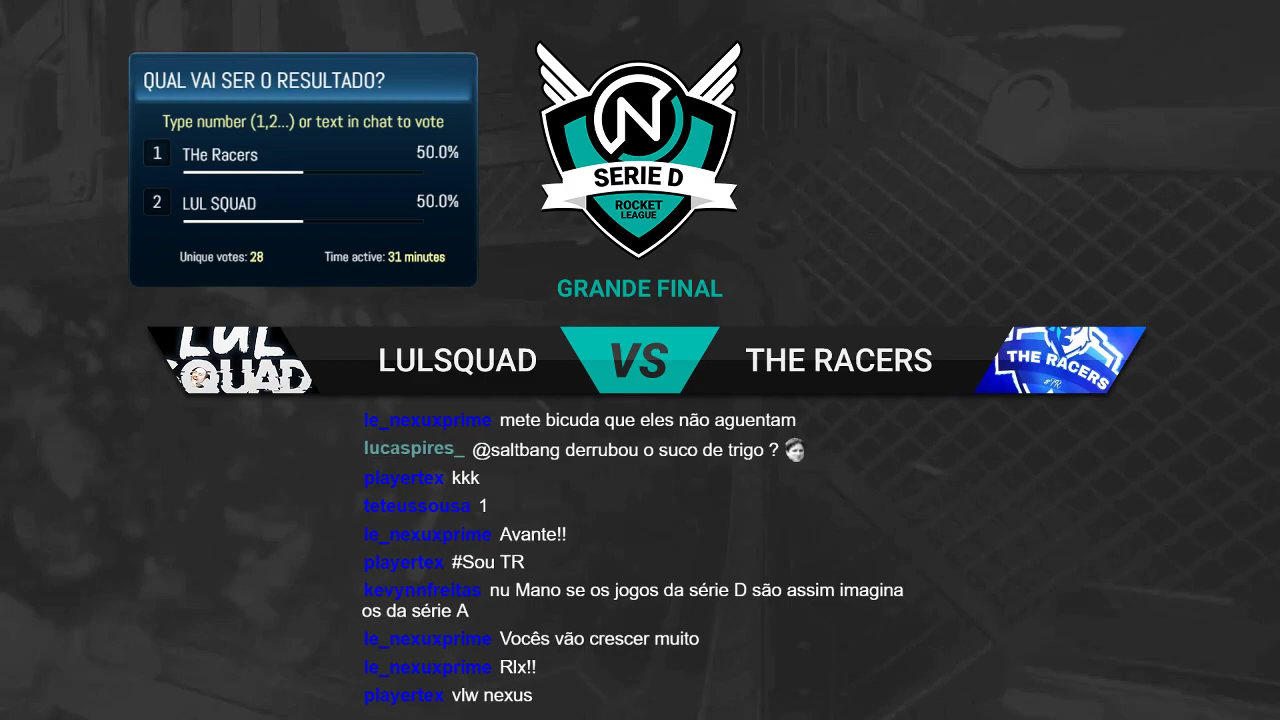 QUAL VAI SER O RESULTADO?
Type number (1,2...) or text in chat to vote
1 THe Racers 50.0%
2 LUL SQUAD 50.0%
Unique votes: 28 Time active: 31 minutes
N
SERIE D
ROCKET
LEAGUE
GRANDE FINAL
LUL
SQUAD
LULSQUAD VS THE RACERS
THE RACERS
#TR
le_nexuxprime mete bicuda que eles não aguentam
lucaspires_ @saltbang derrubou o suco de trigo ?
playertex kkk
teteussousa 1
le_nexuxprime Avante!!
playertex #Sou TR
kevynnfreitas nu Mano se os jogos da série D são assim imagina
os da série A
le_nexuxprime Vocês vão crescer muito
le_nexuxprime Rlx!!
playertex vlw nexus